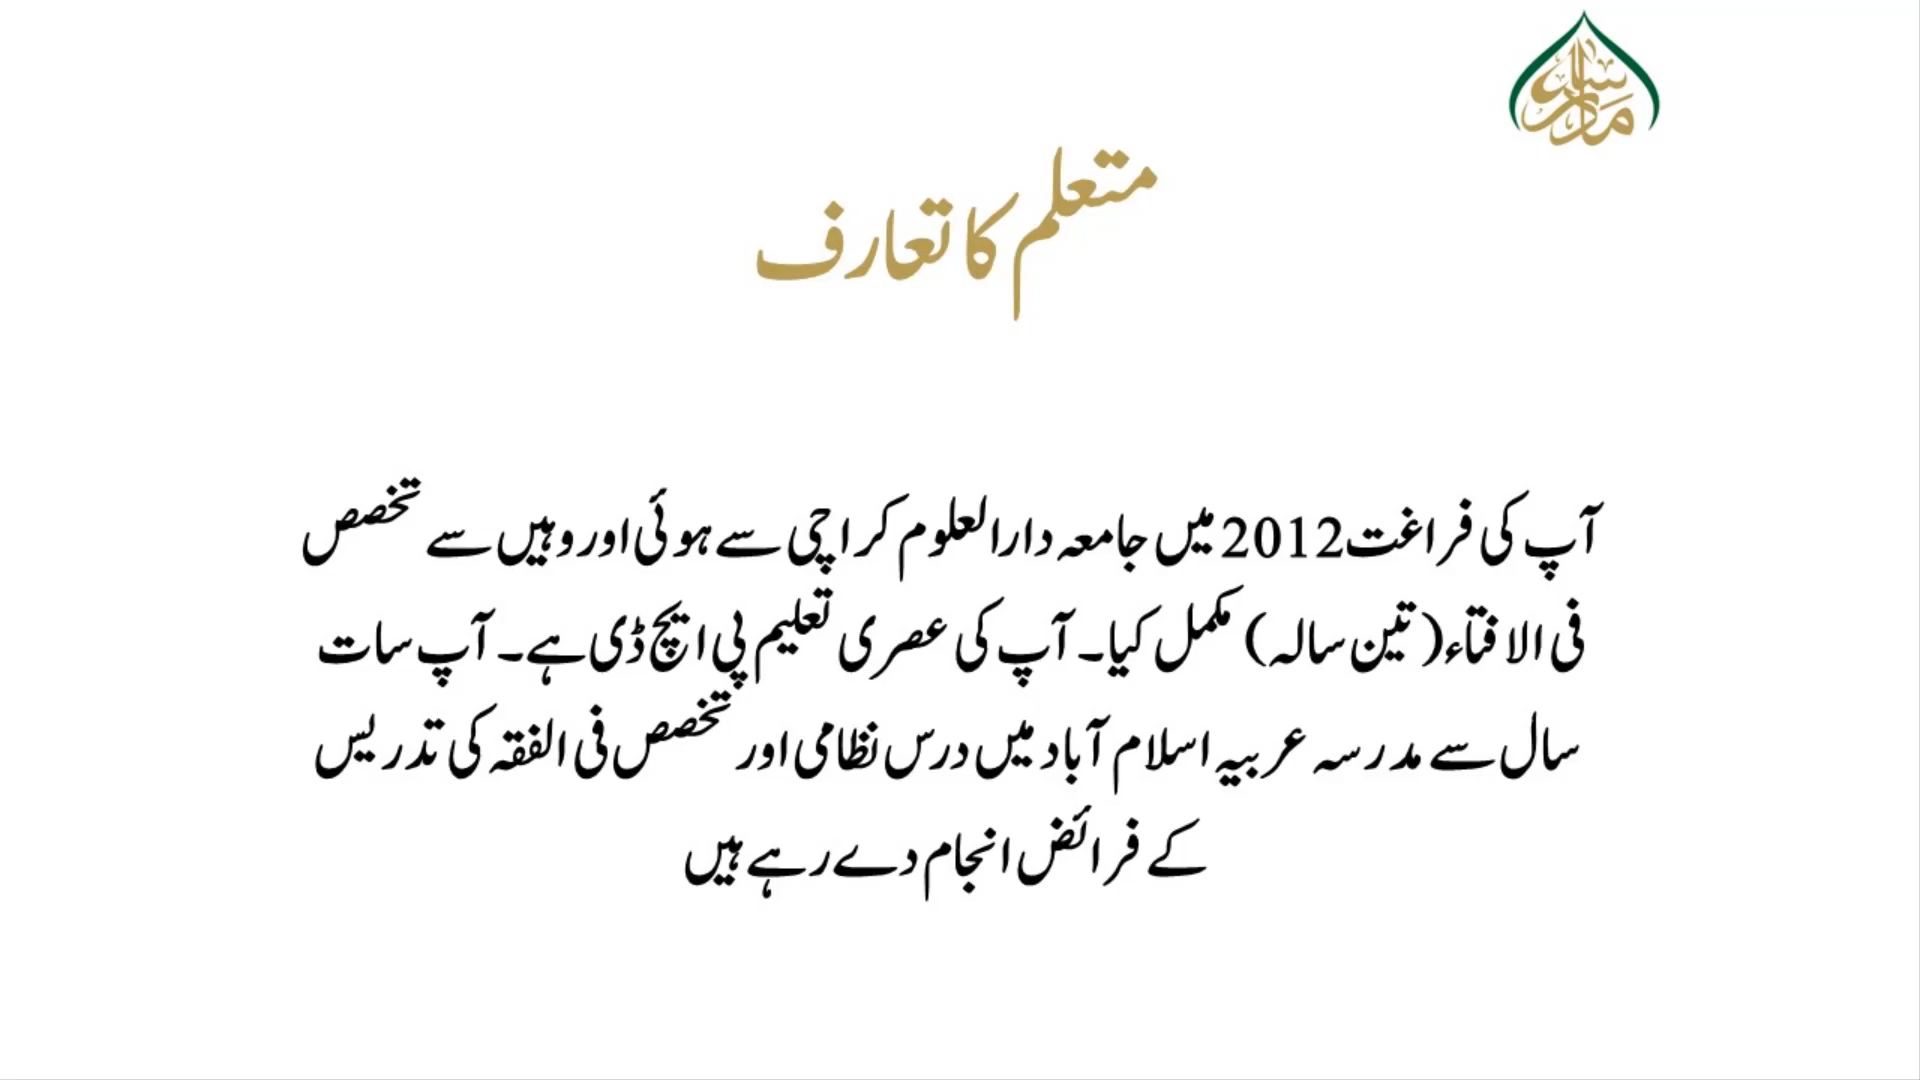 متعلم کا تعارف
آپ کی فراغت2012 میں جامعہ دارالعلوم کراچی سے ہوئی اور وہیں سے تخصص
فی الافتاء(تین سالہ) مکمل کیا۔ آپ کی عصری تعلیم پی ایچ ڈی ہے۔ آپ سات
سال سے مدرسہ عربیہ اسلام آباد میں درس نظامی اور تخصص فی الفقہ کی تدریس
کے فرائض انجام دے رہے ہیں